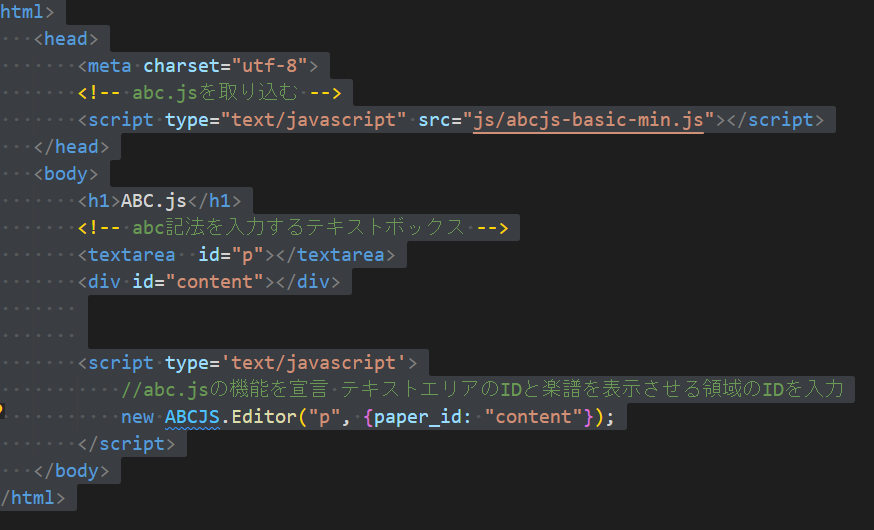 html>
<head>
<meta charset="utf-8">
<!-- abc.jsを取り込む -->
<script type="text/javascript" src="js/abcjs-basic-min.js"></script>
</head>
<body>
<h1>ABC.js</h1>
<!-- abc記法を入力するテキストボックス -->
<textarea  id="p"></textarea>
<div id="content"></div>
<script type='text/javascript'>
//abc.jsの機能を宣言 テキストエリアのIDと楽譜を表示させる領域のIDを入力
new ABCJS.Editor("p", {paper_id: "content"});
</script>
</body>
/html>